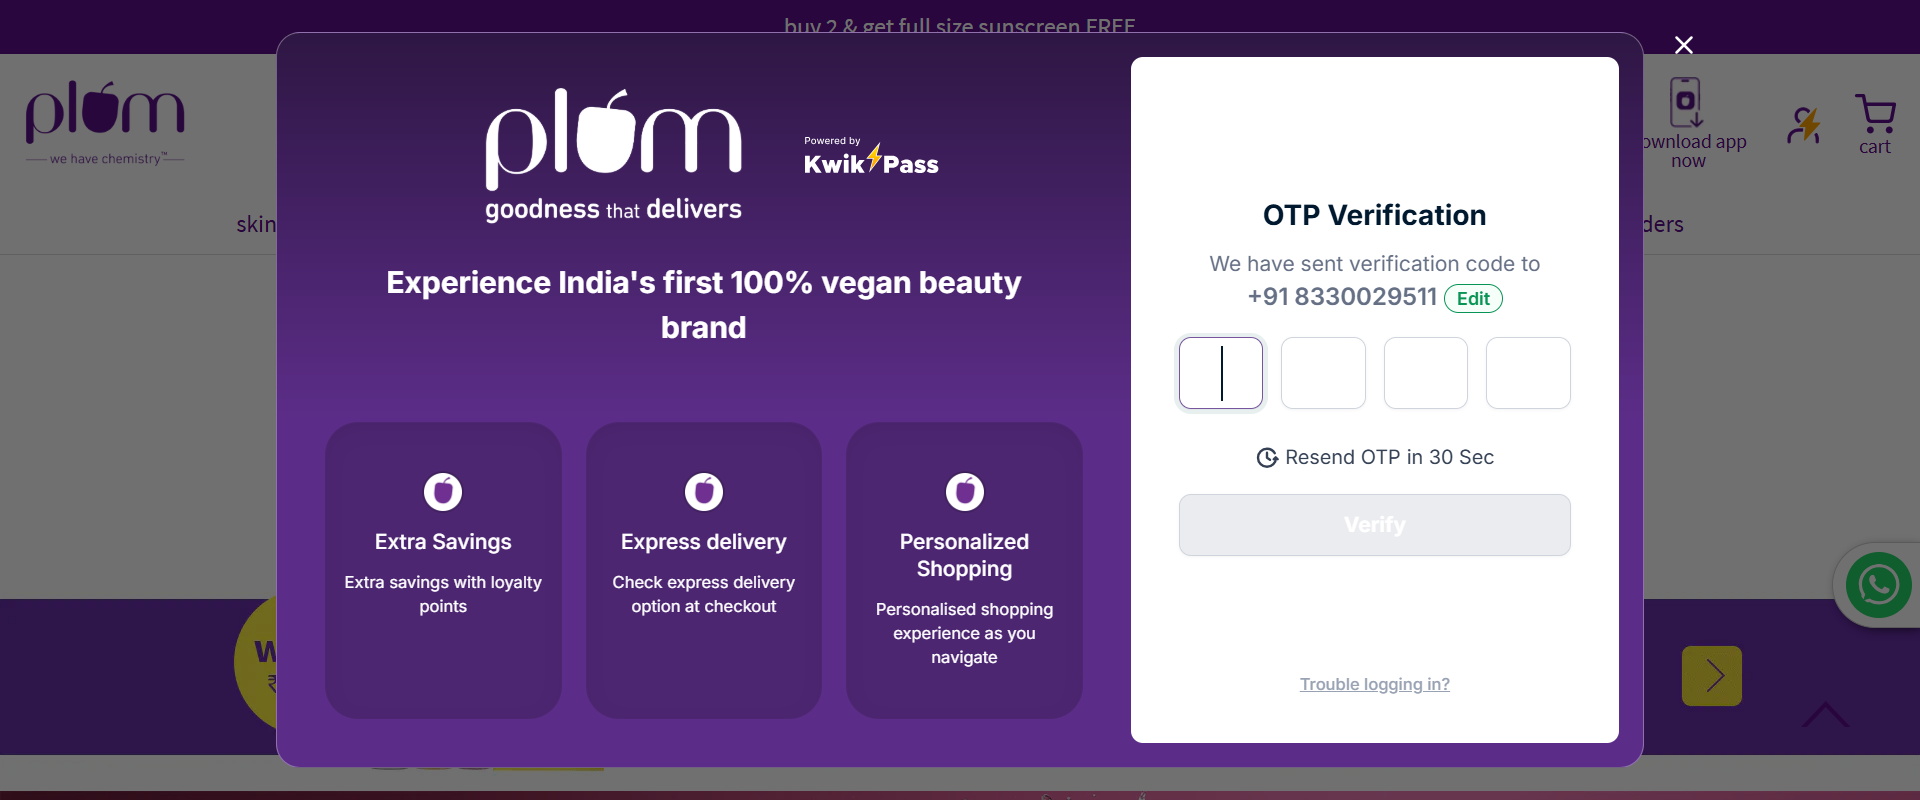 buy 2 & get full size sunscreen FREE
plum
we have chemistry™
download app
now
cart
skin
plum
goodness that delivers
Powered by
Kwik Pass
Experience India's first 100% vegan beauty
brand
Extra Savings
Extra savings with loyalty
points
Express delivery
Check express delivery
option at checkout
Personalized
Shopping
Personalised shopping
experience as you
navigate
OTP Verification
We have sent verification code to
+91 8330029511 Edit
Resend OTP in 30 Sec
Verify
Trouble logging in?